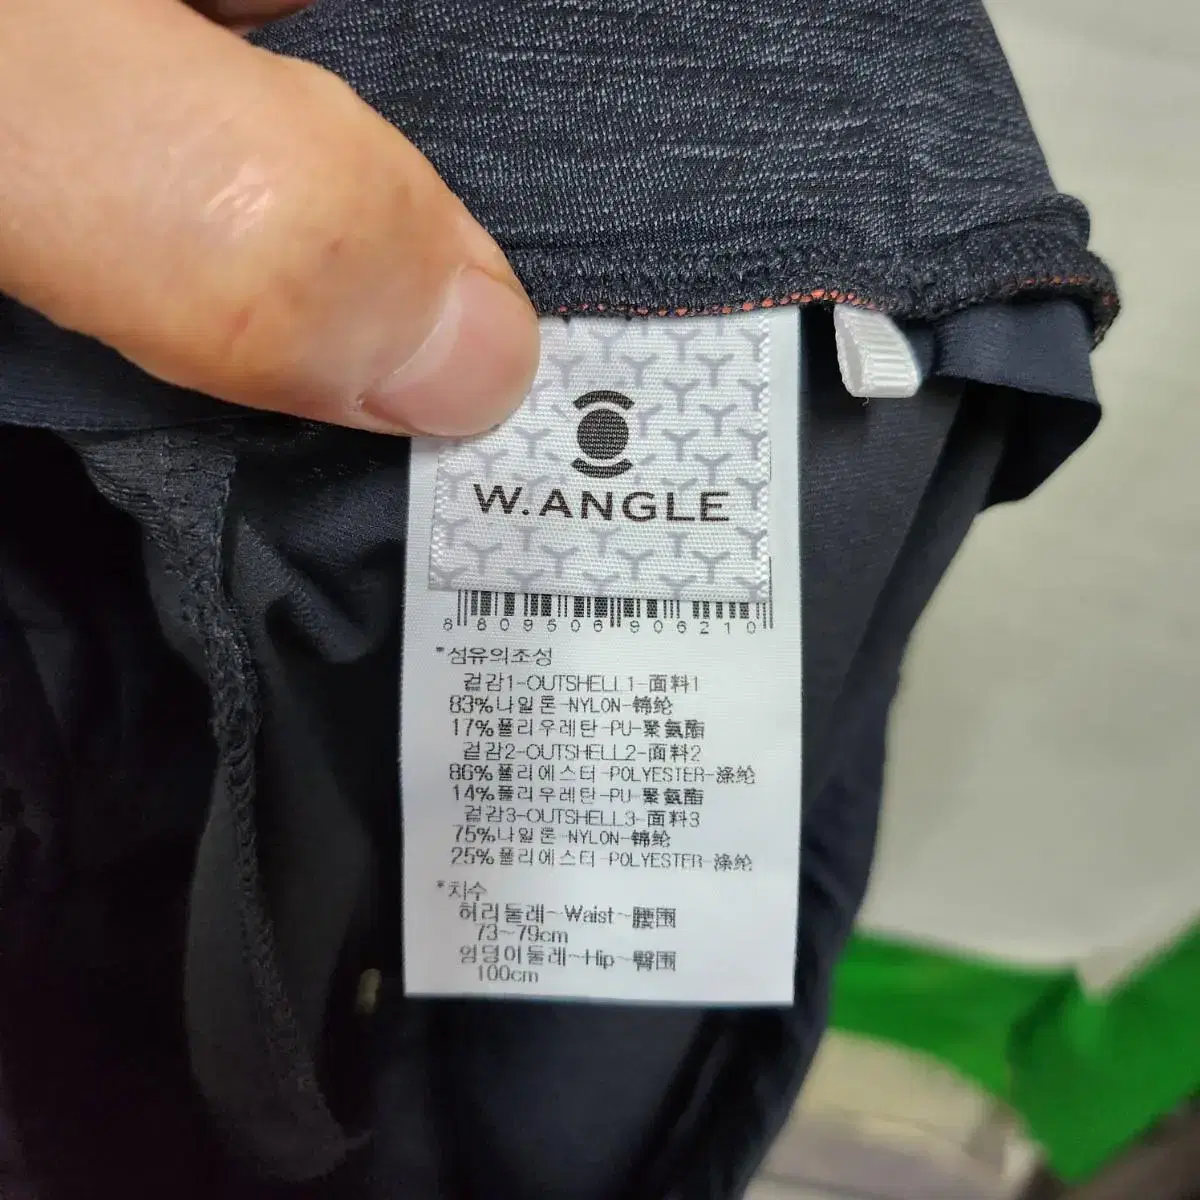 W.ANGLE
8809506906210
*섬유의조성
겉감1-OUTSHELL1-面料1
83%나일론-NYLON-锦纶
17%폴리우레탄-PU-聚氨酯
겉감2-OUTSHELL2-面料2
86%폴리에스터-POLYESTER-涤纶
14%폴리우레탄-PU-聚氨酯
겉감3-OUTSHELL3-面料3
75%나일론-NYLON-锦纶
25%폴리에스터-POLYESTER-涤纶
*치수
허리둘레~Waist~腰围
73~79cm
엉덩이둘레~Hip~臀围
100cm